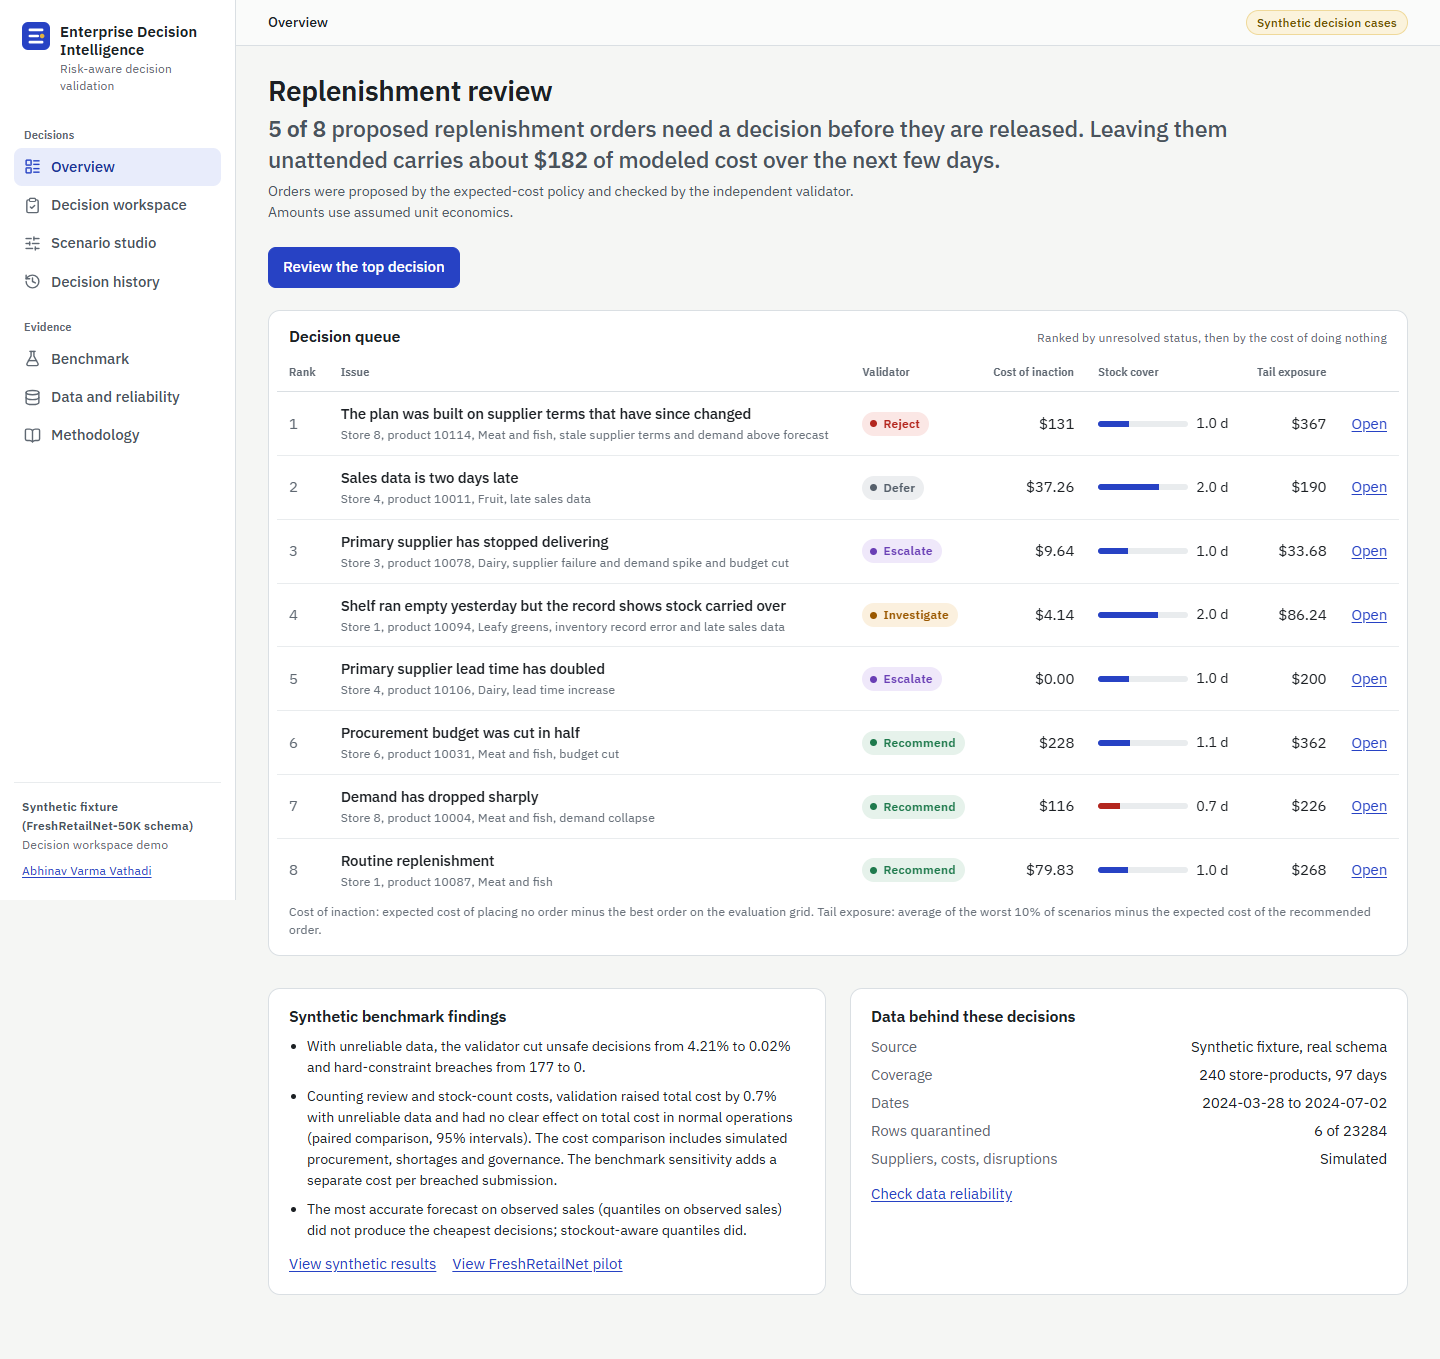 Enterprise Decision
Intelligence
Risk-aware decision
validation
Decisions
Overview
Decision workspace
Scenario studio
Decision history
Evidence
Benchmark
Data and reliability
Methodology
Synthetic fixture
(FreshRetailNet-50K schema)
Decision workspace demo
Abhinav Varma Vathadi
Overview
Synthetic decision cases
Replenishment review
5 of 8 proposed replenishment orders need a decision before they are released. Leaving them
unattended carries about $182 of modeled cost over the next few days.
Orders were proposed by the expected-cost policy and checked by the independent validator.
Amounts use assumed unit economics.
Review the top decision
Decision queue
Ranked by unresolved status, then by the cost of doing nothing
Rank Issue Validator Cost of inaction Stock cover Tail exposure
1 The plan was built on supplier terms that have since changed Reject $131 1.0 d $367 Open
Store 8, product 10114, Meat and fish, stale supplier terms and demand above forecast
2 Sales data is two days late Defer $37.26 2.0 d $190 Open
Store 4, product 10011, Fruit, late sales data
3 Primary supplier has stopped delivering Escalate $9.64 1.0 d $33.68 Open
Store 3, product 10078, Dairy, supplier failure and demand spike and budget cut
4 Shelf ran empty yesterday but the record shows stock carried over Investigate $4.14 2.0 d $86.24 Open
Store 1, product 10094, Leafy greens, inventory record error and late sales data
5 Primary supplier lead time has doubled Escalate $0.00 1.0 d $200 Open
Store 4, product 10106, Dairy, lead time increase
6 Procurement budget was cut in half Recommend $228 1.1 d $362 Open
Store 6, product 10031, Meat and fish, budget cut
7 Demand has dropped sharply Recommend $116 0.7 d $226 Open
Store 8, product 10004, Meat and fish, demand collapse
8 Routine replenishment Recommend $79.83 1.0 d $268 Open
Store 1, product 10087, Meat and fish
Cost of inaction: expected cost of placing no order minus the best order on the evaluation grid. Tail exposure: average of the worst 10% of scenarios minus the expected cost of the recommended
order.
Synthetic benchmark findings
• With unreliable data, the validator cut unsafe decisions from 4.21% to 0.02%
and hard-constraint breaches from 177 to 0.
• Counting review and stock-count costs, validation raised total cost by 0.7%
with unreliable data and had no clear effect on total cost in normal operations
(paired comparison, 95% intervals). The cost comparison includes simulated
procurement, shortages and governance. The benchmark sensitivity adds a
separate cost per breached submission.
• The most accurate forecast on observed sales (quantiles on observed sales)
did not produce the cheapest decisions; stockout-aware quantiles did.
View synthetic results View FreshRetailNet pilot
Data behind these decisions
Source Synthetic fixture, real schema
Coverage 240 store-products, 97 days
Dates 2024-03-28 to 2024-07-02
Rows quarantined 6 of 23284
Suppliers, costs, disruptions Simulated
Check data reliability